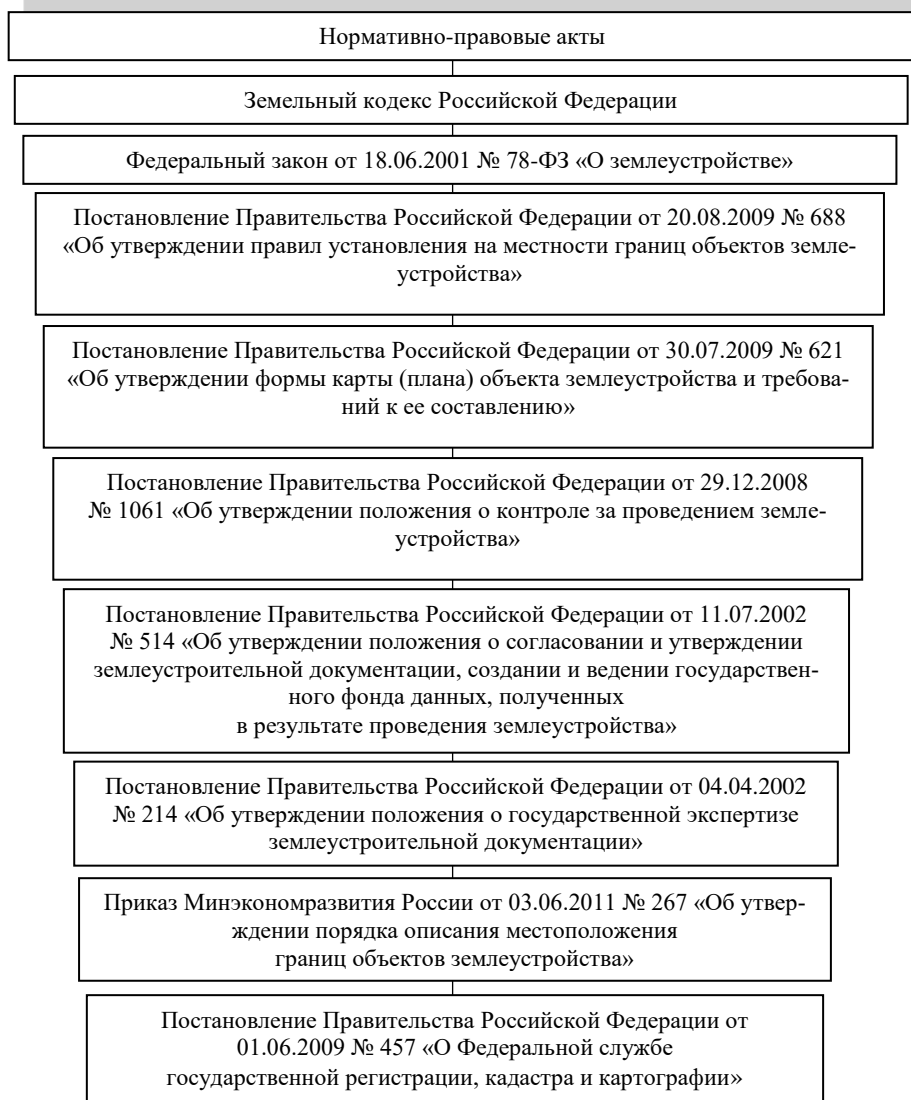 Нормативно-правовые акты
Земельный кодекс Российской Федерации
Федеральный закон от 18.06.2001 № 78-ФЗ «О землеустройстве»
Постановление Правительства Российской Федерации от 20.08.2009 № 688
«Об утверждении правил установления на местности границ объектов земле-
устройства»
Постановление Правительства Российской Федерации от 30.07.2009 № 621
«Об утверждении формы карты (плана) объекта землеустройства и требова-
ний к ее составлению»
Постановление Правительства Российской Федерации от 29.12.2008
№ 1061 «Об утверждении положения о контроле за проведением земле-
устройства»
Постановление Правительства Российской Федерации от 11.07.2002
№ 514 «Об утверждении положения о согласовании и утверждении
землеустроительной документации, создании и ведении государствен-
ного фонда данных, полученных
в результате проведения землеустройства»
Постановление Правительства Российской Федерации от 04.04.2002
№ 214 «Об утверждении положения о государственной экспертизе
землеустроительной документации»
Приказ Минэкономразвития России от 03.06.2011 № 267 «Об утвер-
ждении порядка описания местоположения
границ объектов землеустройства»
Постановление Правительства Российской Федерации от
01.06.2009 № 457 «О Федеральной службе
государственной регистрации, кадастра и картографии»